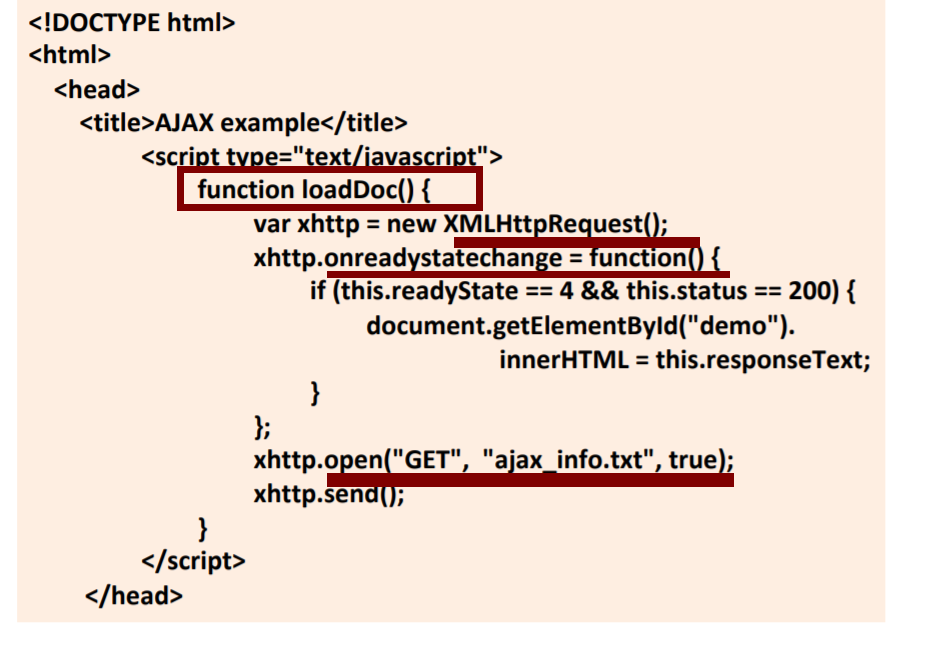 <!DOCTYPE html>
<html>
<head>
<title>AJAX example</title>
<script type="text/javascript">
function loadDoc() {
var xhttp = new XMLHttpRequest();
xhttp.onreadystatechange = function() {
if (this.readyState == 4 && this.status == 200) {
document.getElementById("demo").
innerHTML = this.responseText;
}
};
xhttp.open("GET", "ajax_info.txt", true);
xhttp.send();
}
</script>
</head>